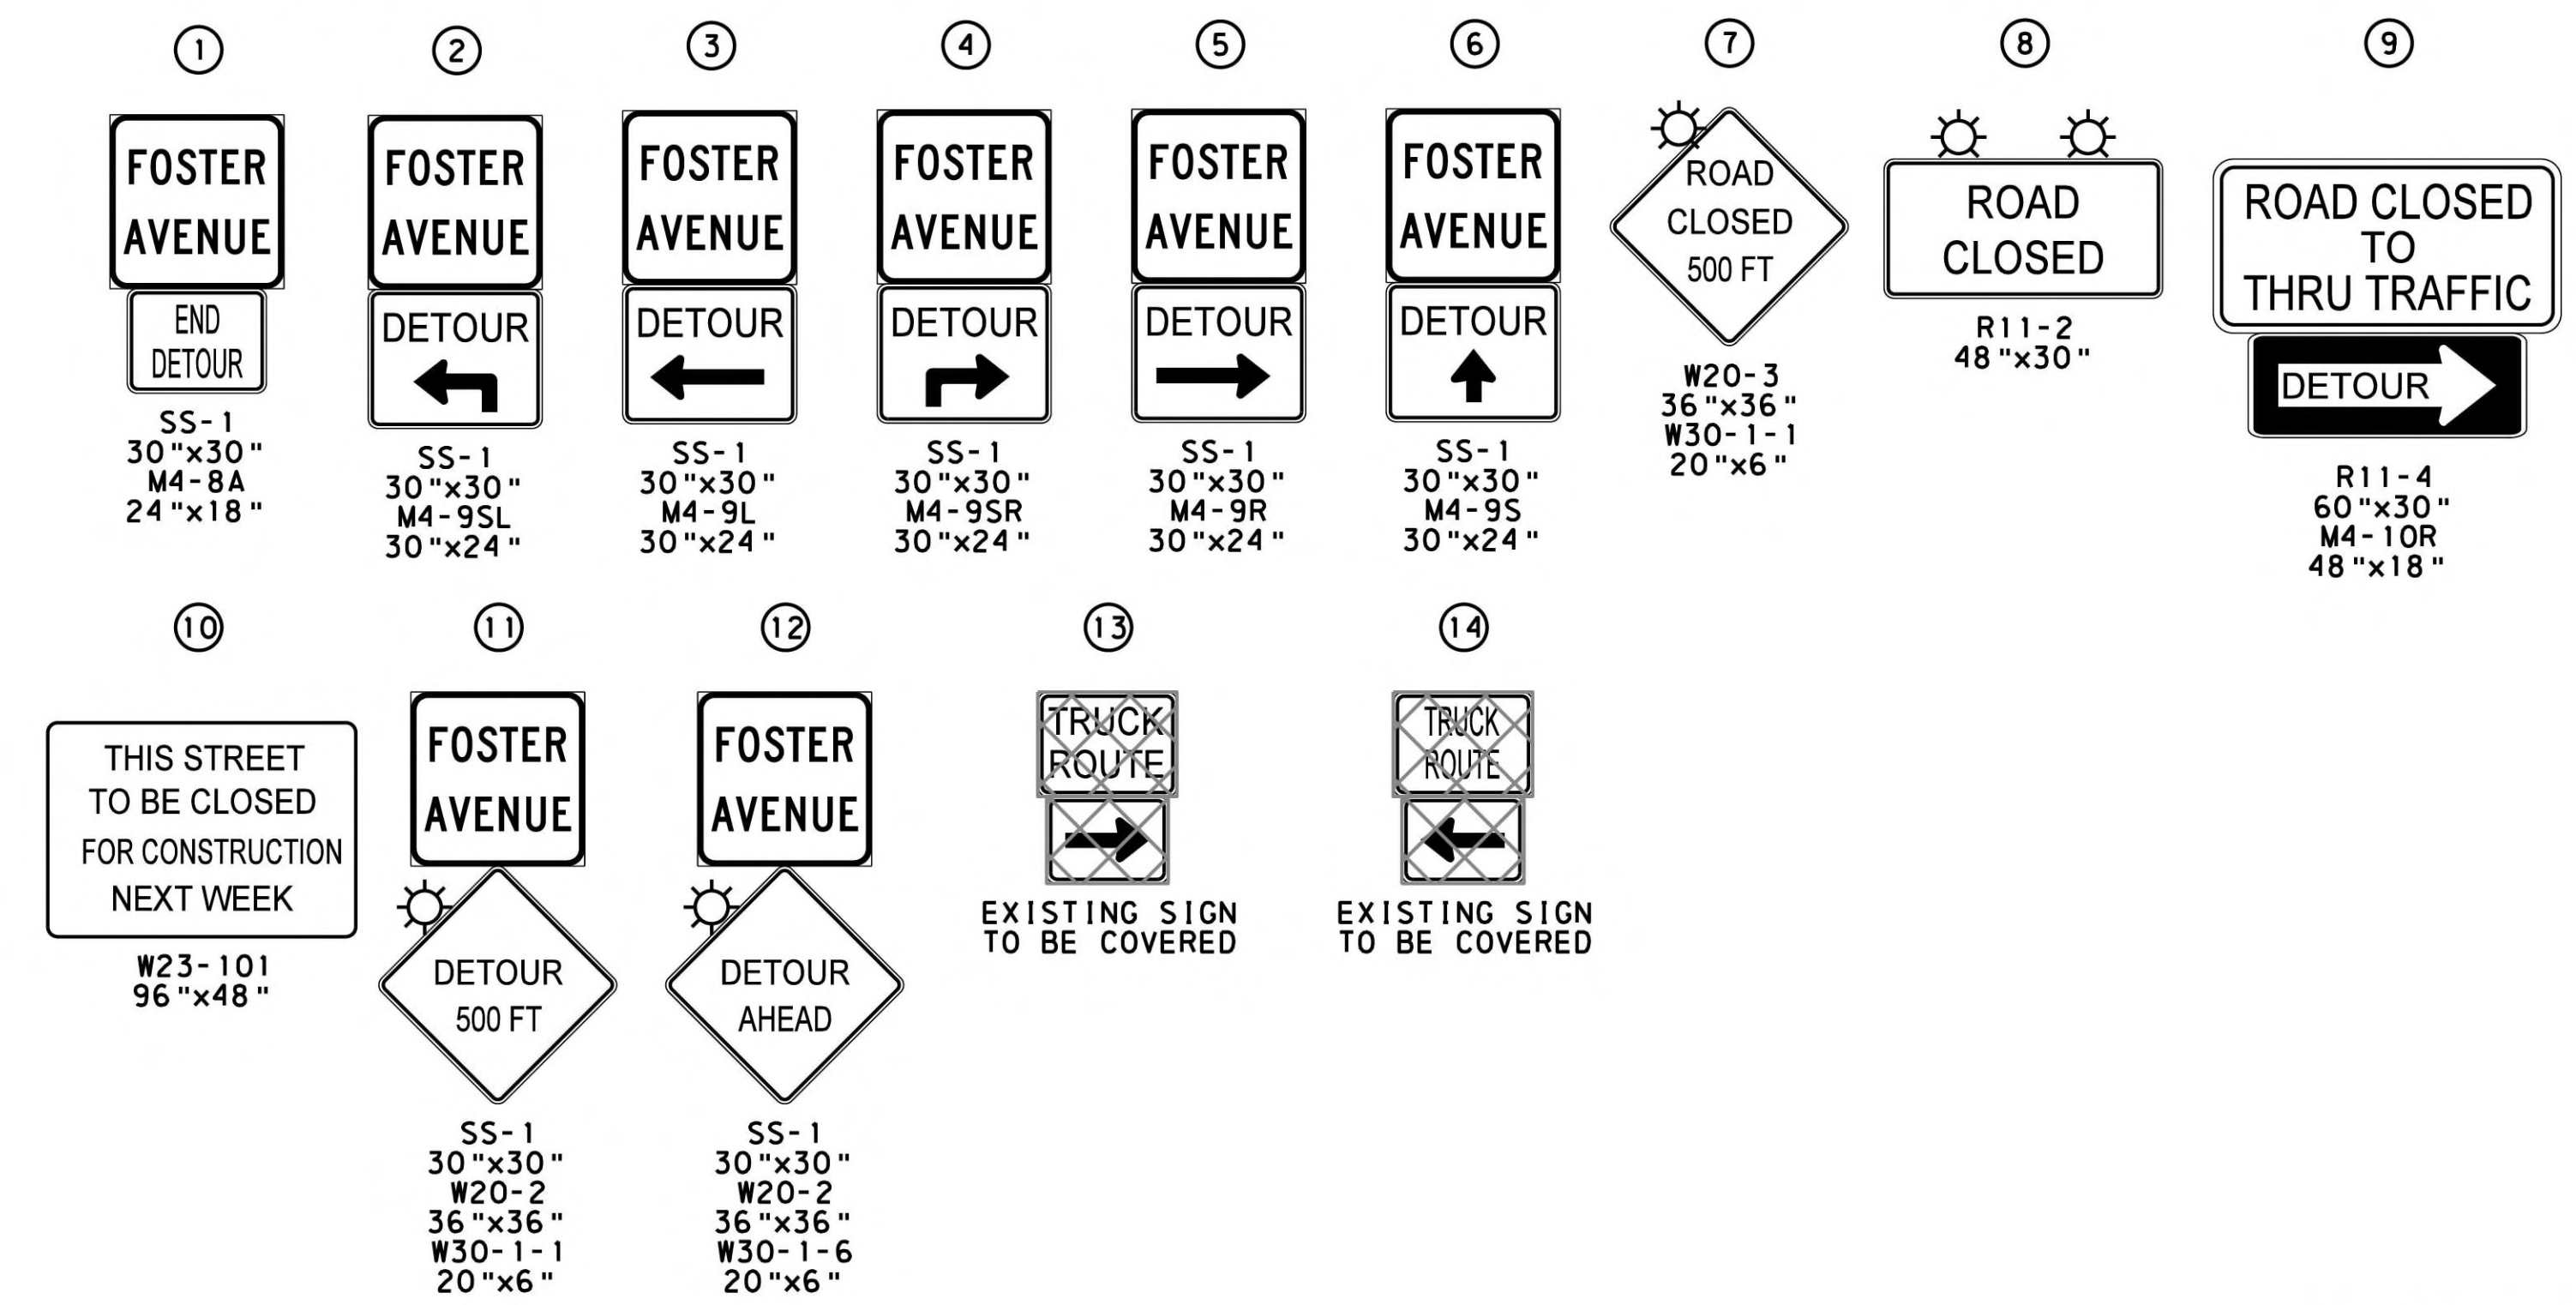 1
FOSTER
AVENUE
END
DETOUR
SS-1
30"x30"
M4-8A
24"x18"
2
FOSTER
AVENUE
DETOUR
SS-1
30"x30"
M4-9SL
30"x24"
3
FOSTER
AVENUE
DETOUR
SS-1
30"x30"
M4-9L
30"x24"
4
FOSTER
AVENUE
DETOUR
SS-1
30"x30"
M4-9SR
30"x24"
5
FOSTER
AVENUE
DETOUR
SS-1
30"x30"
M4-9R
30"x24"
6
FOSTER
AVENUE
DETOUR
SS-1
30"x30"
M4-9S
30"x24"
7
ROAD
CLOSED
500 FT
W20-3
36"x36"
W30-1-1
20"x6"
8
ROAD
CLOSED
R11-2
48"x30"
9
ROAD CLOSED
TO
THRU TRAFFIC
DETOUR
R11-4
60"x30"
M4-10R
48"x18"
10
THIS STREET
TO BE CLOSED
FOR CONSTRUCTION
NEXT WEEK
W23-101
96"x48"
11
FOSTER
AVENUE
DETOUR
500 FT
SS-1
30"x30"
W20-2
36"x36"
W30-1-1
20"x6"
12
FOSTER
AVENUE
DETOUR
AHEAD
SS-1
30"x30"
W20-2
36"x36"
W30-1-6
20"x6"
13
TRUCK
ROUTE
EXISTING SIGN
TO BE COVERED
14
TRUCK
ROUTE
EXISTING SIGN
TO BE COVERED